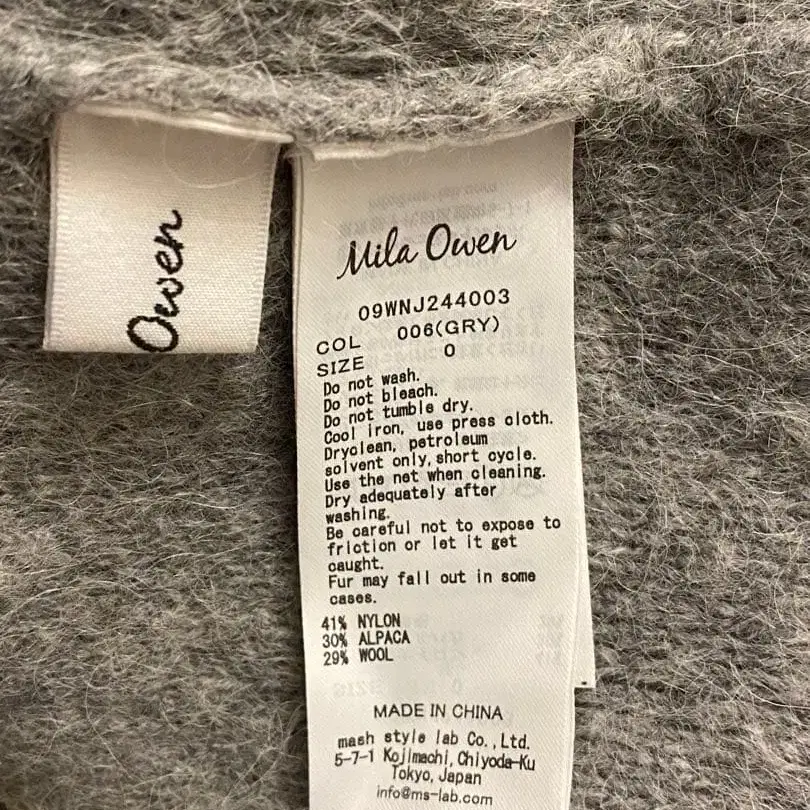 Owen
Mila Owen
09WNJ244003
COL 006(GRY)
SIZE 0
Do not wash.
Do not bleach.
Do not tumble dry.
Cool iron, use press cloth.
Dryclean, petroleum
solvent only, short cycle.
Use the net when cleaning.
Dry adequately after
washing.
Be careful not to expose to
friction or let it get
caught.
Fur may fall out in some
cases.
41% NYLON
30% ALPACA
29% WOOL
MADE IN CHINA
mash style lab Co., Ltd.
5-7-1 Kojimachi, Chiyoda-Ku
Tokyo, Japan
info@ms-lab.com